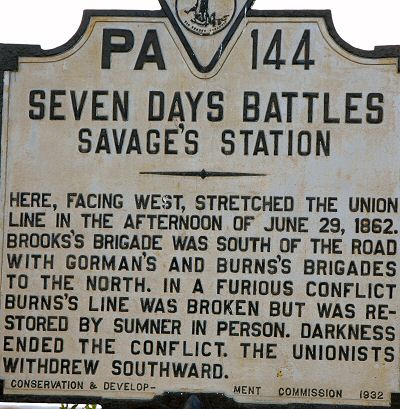 PA 144
SEVEN DAYS BATTLES
SAVAGE'S STATION
HERE, FACING WEST, STRETCHED THE UNION
LINE IN THE AFTERNOON OF JUNE 29, 1862.
BROOKS'S BRIGADE WAS SOUTH OF THE ROAD
WITH GORMAN'S AND BURNS'S BRIGADES
TO THE NORTH. IN A FURIOUS CONFLICT
BURNS'S LINE WAS BROKEN BUT WAS RE-
STORED BY SUMNER IN PERSON. DARKNESS
ENDED THE CONFLICT. THE UNIONISTS
WITHDREW SOUTHWARD.
CONSERVATION & DEVELOP- MENT COMMISSION 1932